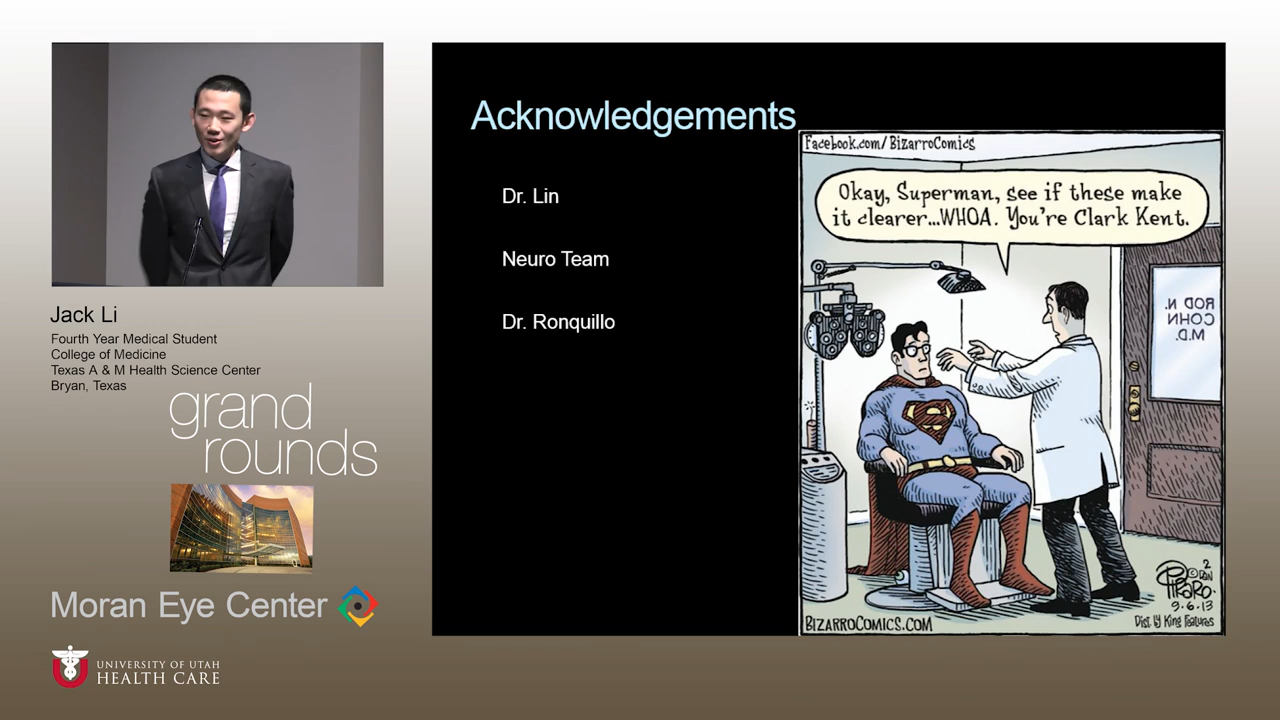 Jack Li
Fourth Year Medical Student
College of Medicine
Texas A & M Health Science Center
Bryan, Texas
grand
rounds
Moran Eye Center
UNIVERSITY OF UTAH
HEALTH CARE
Acknowledgements
Dr. Lin
Neuro Team
Dr. Ronquillo
Facebook.com/BizarroComics
Okay, Superman, see if these make
it clearer...WHOA. You're Clark Kent.
ROD N.
COHN
M.D.
BIZARROCOMICS.COM
2
© DAN
PIRARO.
9.6.13
Dist. by King Features